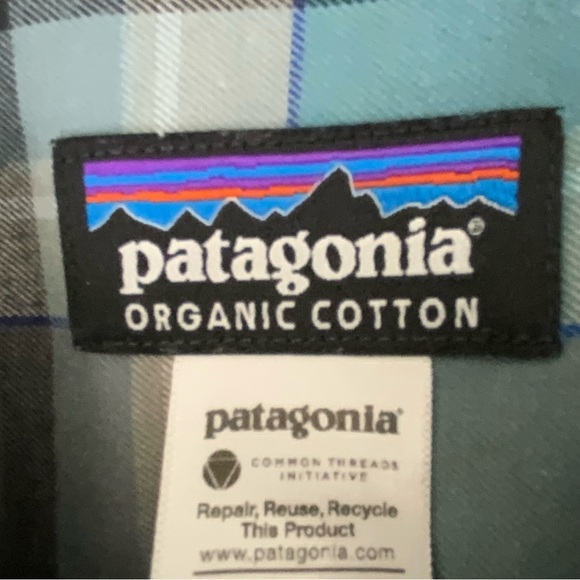 patagonia®
ORGANIC COTTON
patagonia®
COMMON THREADS
INITIATIVE
Repair, Reuse, Recycle
This Product
www.patagonia.com